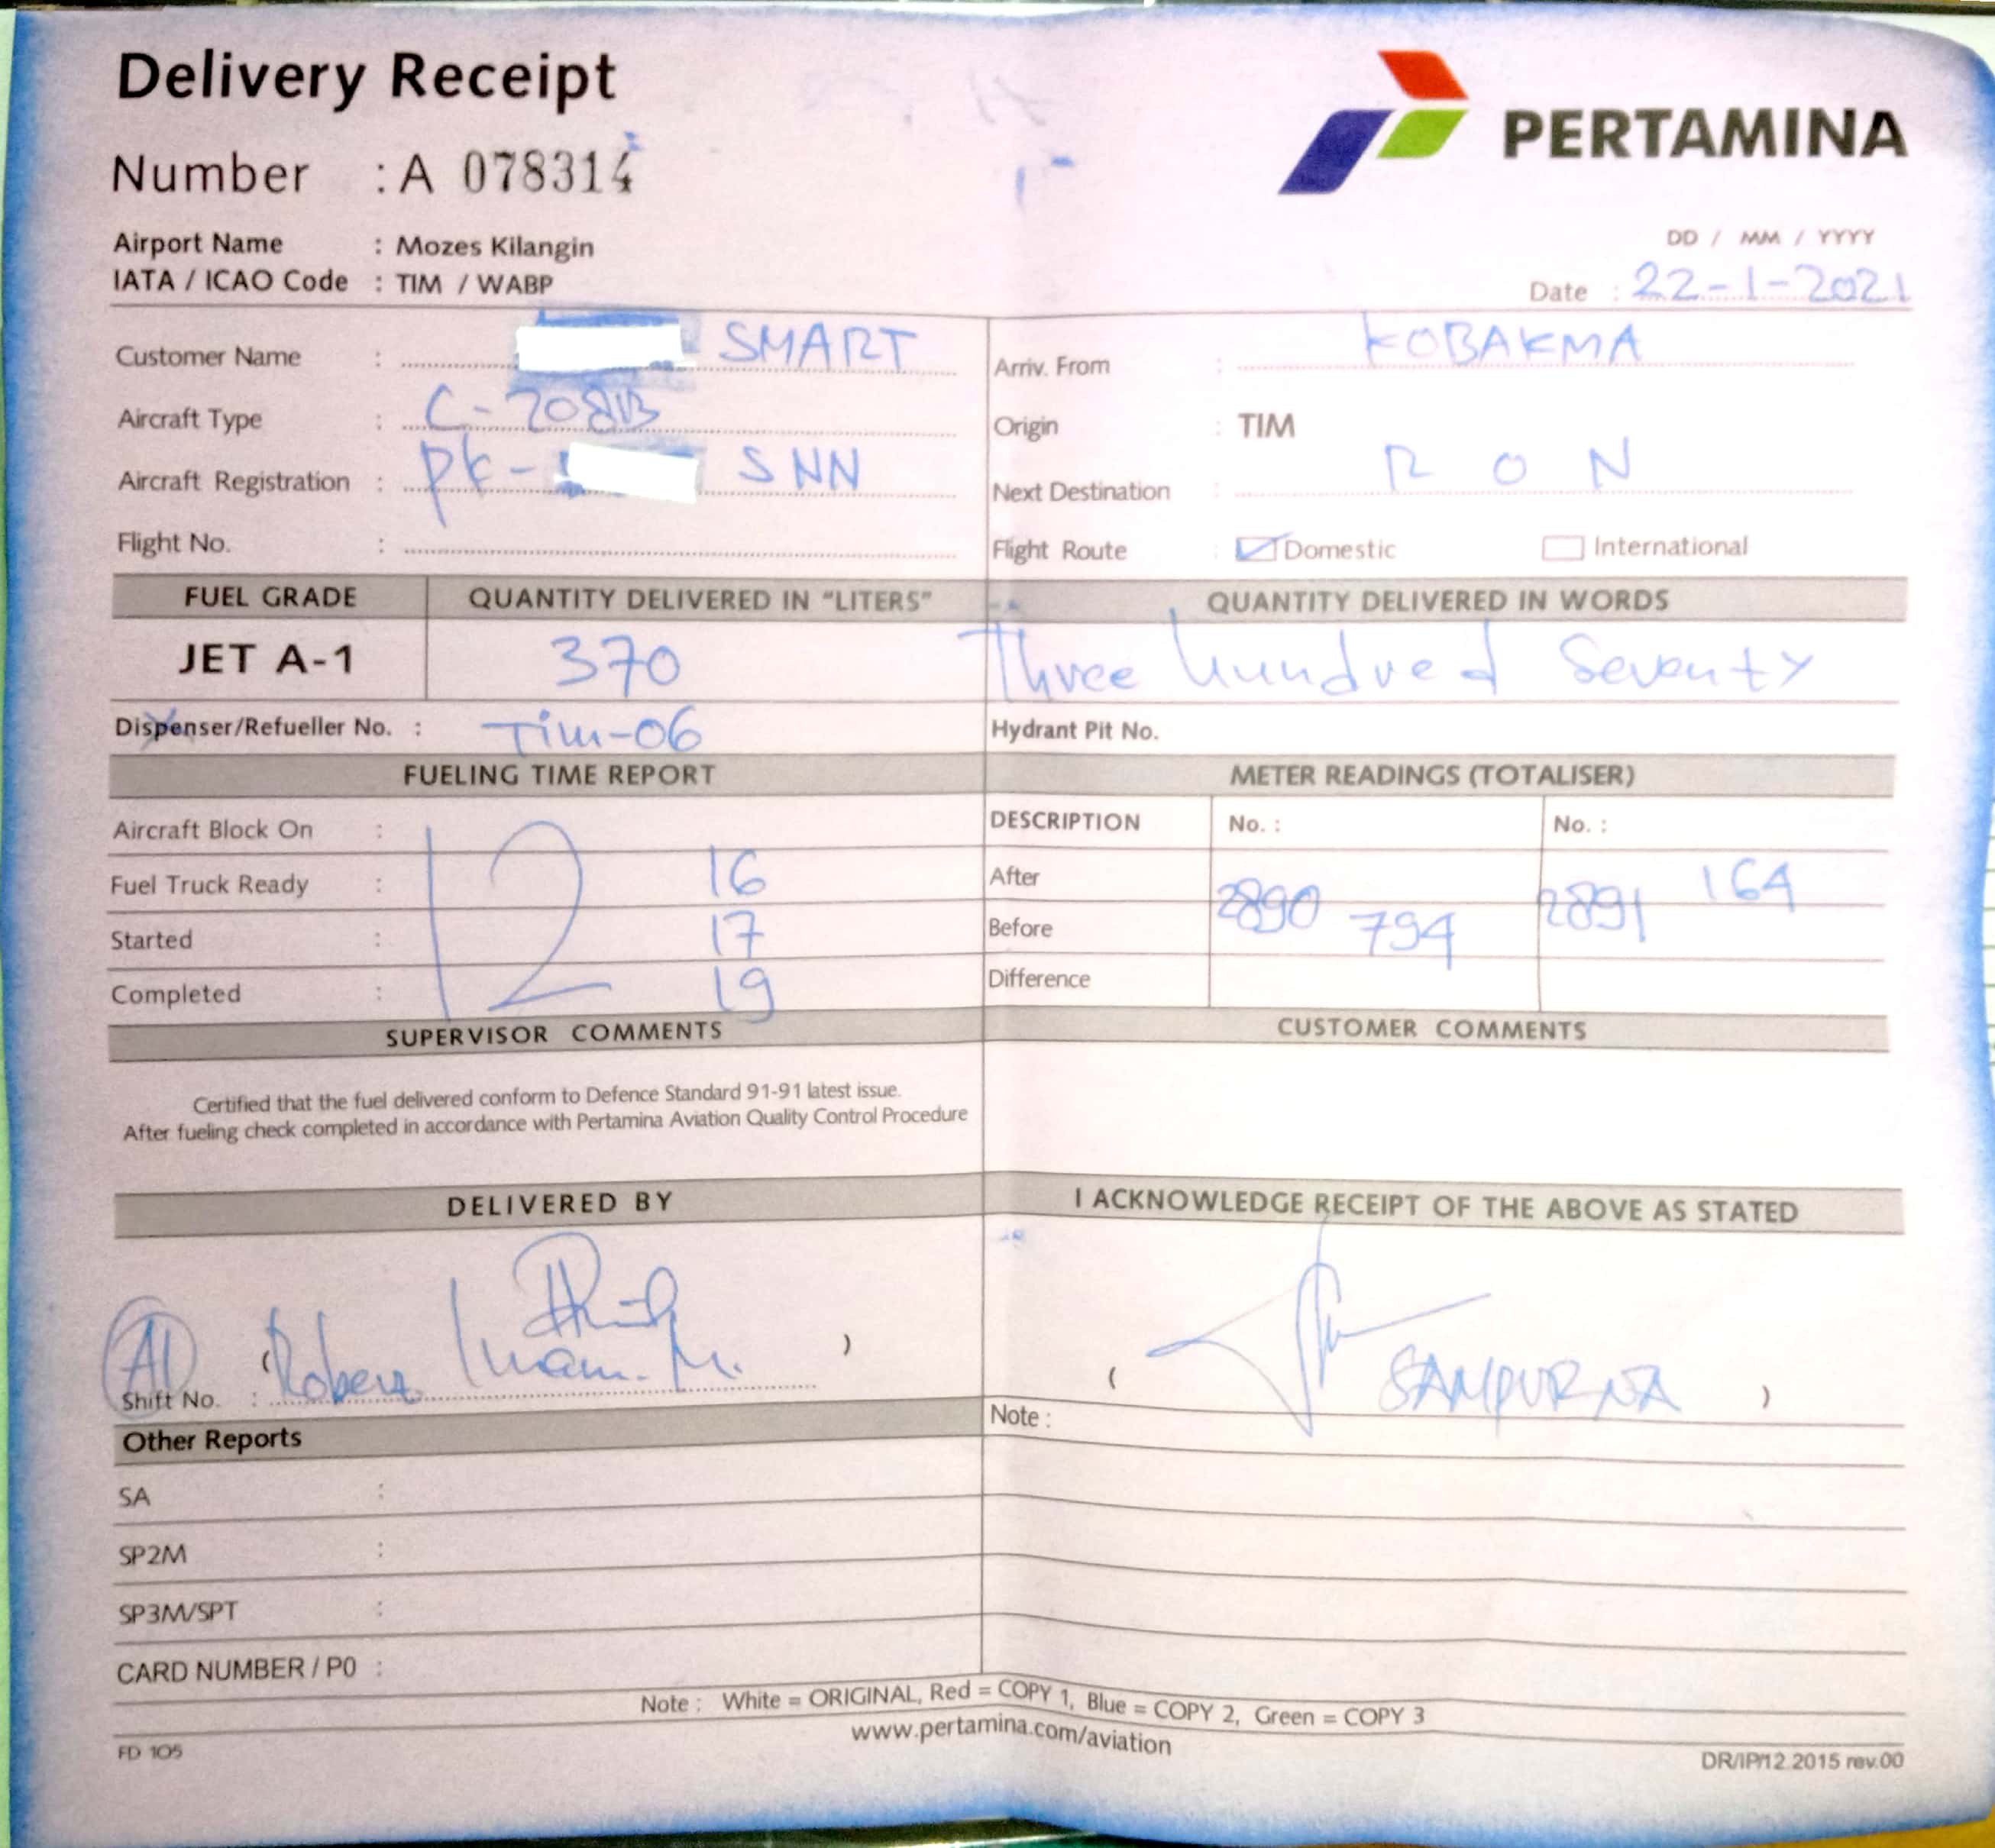 Delivery Receipt
PERTAMINA
Number : A 078314
Airport Name : Mozes Kilangin
IATA / ICAO Code : TIM / WABP
DD / MM / YYYY
Date : 22-1-2021
Customer Name : SMART
Arriv. From : KOBAKMA
Aircraft Type : C-208B
Origin : TIM
Aircraft Registration : PK- SNN
Next Destination : R O N
Flight No. :
Flight Route : Domestic International
FUEL GRADE QUANTITY DELIVERED IN "LITERS" QUANTITY DELIVERED IN WORDS
JET A-1 370 Three hundred Seventy
Dispenser/Refueller No. : Tim-06 Hydrant Pit No.
FUELING TIME REPORT METER READINGS (TOTALISER)
Aircraft Block On :
DESCRIPTION No. : No. :
Fuel Truck Ready : 12 16
After 2891 164
Started : 17
Before 2890 794
Completed : 19
Difference
SUPERVISOR COMMENTS CUSTOMER COMMENTS
Certified that the fuel delivered conform to Defence Standard 91-91 latest issue.
After fueling check completed in accordance with Pertamina Aviation Quality Control Procedure
DELIVERED BY I ACKNOWLEDGE RECEIPT OF THE ABOVE AS STATED
( )
( SAMPURNA )
Shift No. :
Note :
Other Reports
SA :
SP2M :
SP3M/SPT :
CARD NUMBER / P0 :
Note : White = ORIGINAL, Red = COPY 1, Blue = COPY 2, Green = COPY 3
www.pertamina.com/aviation
FD 105
DR/IP/12.2015 rev.00